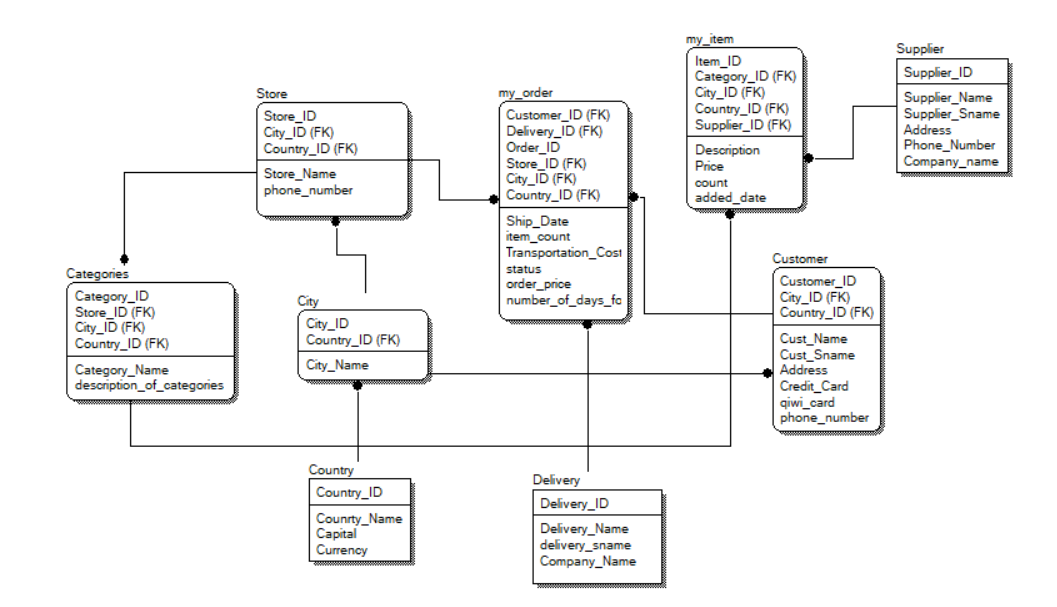 my_item
Item_ID
Category_ID (FK)
City_ID (FK)
Country_ID (FK)
Supplier_ID (FK)
Description
Price
count
added_date
Supplier
Supplier_ID
Supplier_Name
Supplier_Sname
Address
Phone_Number
Company_name
Store
Store_ID
City_ID (FK)
Country_ID (FK)
Store_Name
phone_number
my_order
Customer_ID (FK)
Delivery_ID (FK)
Order_ID
Store_ID (FK)
City_ID (FK)
Country_ID (FK)
Ship_Date
item_count
Transportation_Cost
status
order_price
number_of_days_fo
Categories
Category_ID
Store_ID (FK)
City_ID (FK)
Country_ID (FK)
Category_Name
description_of_categories
City
City_ID
Country_ID (FK)
City_Name
Customer
Customer_ID
City_ID (FK)
Country_ID (FK)
Cust_Name
Cust_Sname
Address
Credit_Card
qiwi_card
phone_number
Country
Country_ID
Counrty_Name
Capital
Currency
Delivery
Delivery_ID
Delivery_Name
delivery_sname
Company_Name